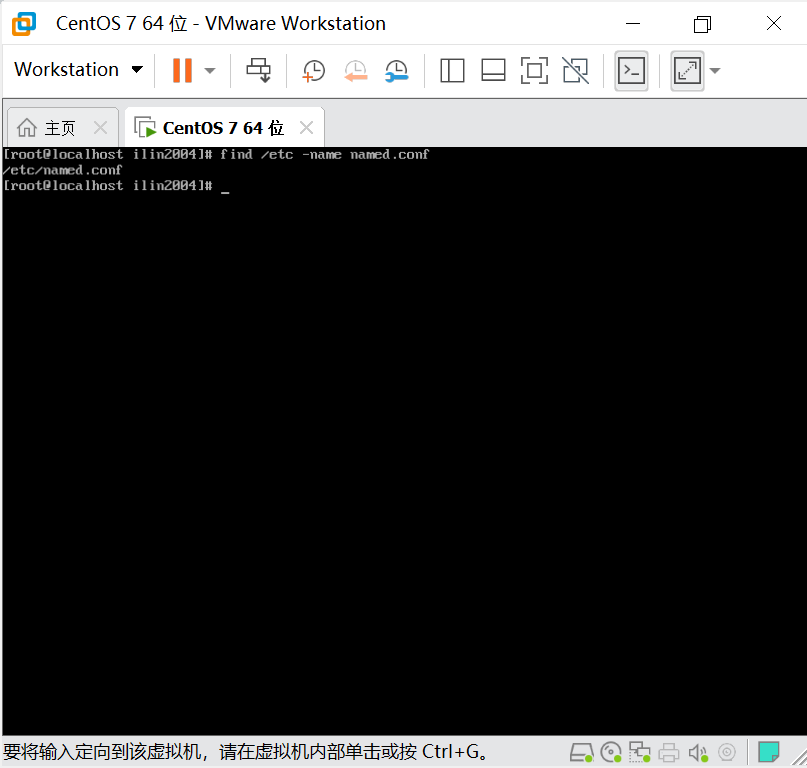 CentOS 7 64 位 - VMware Workstation
Workstation
主页
CentOS 7 64 位
[root@localhost ilin2004]# find /etc -name named.conf
/etc/named.conf
[root@localhost ilin2004]# _
要将输入定向到该虚拟机，请在虚拟机内部单击或按 Ctrl+G。